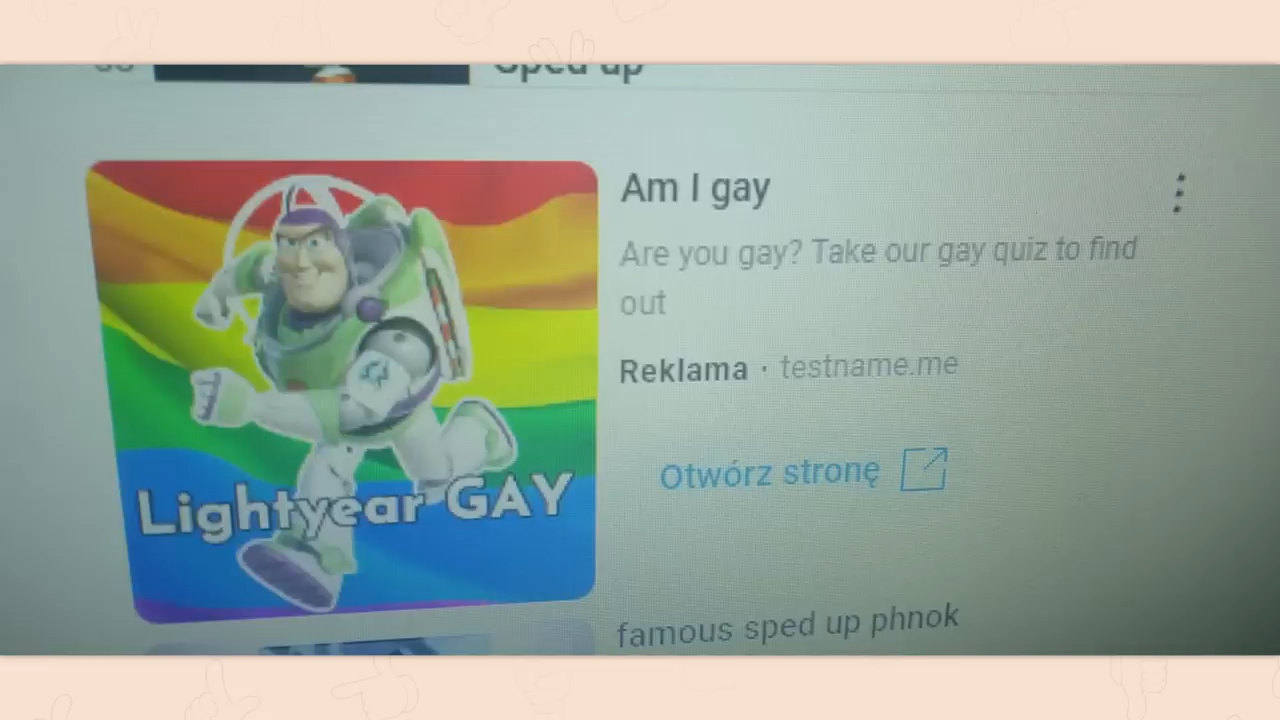 Sped up
Am I gay
Are you gay? Take our gay quiz to find
out
Reklama · testname.me
Lightyear GAY
Otwórz stronę
famous sped up phnok